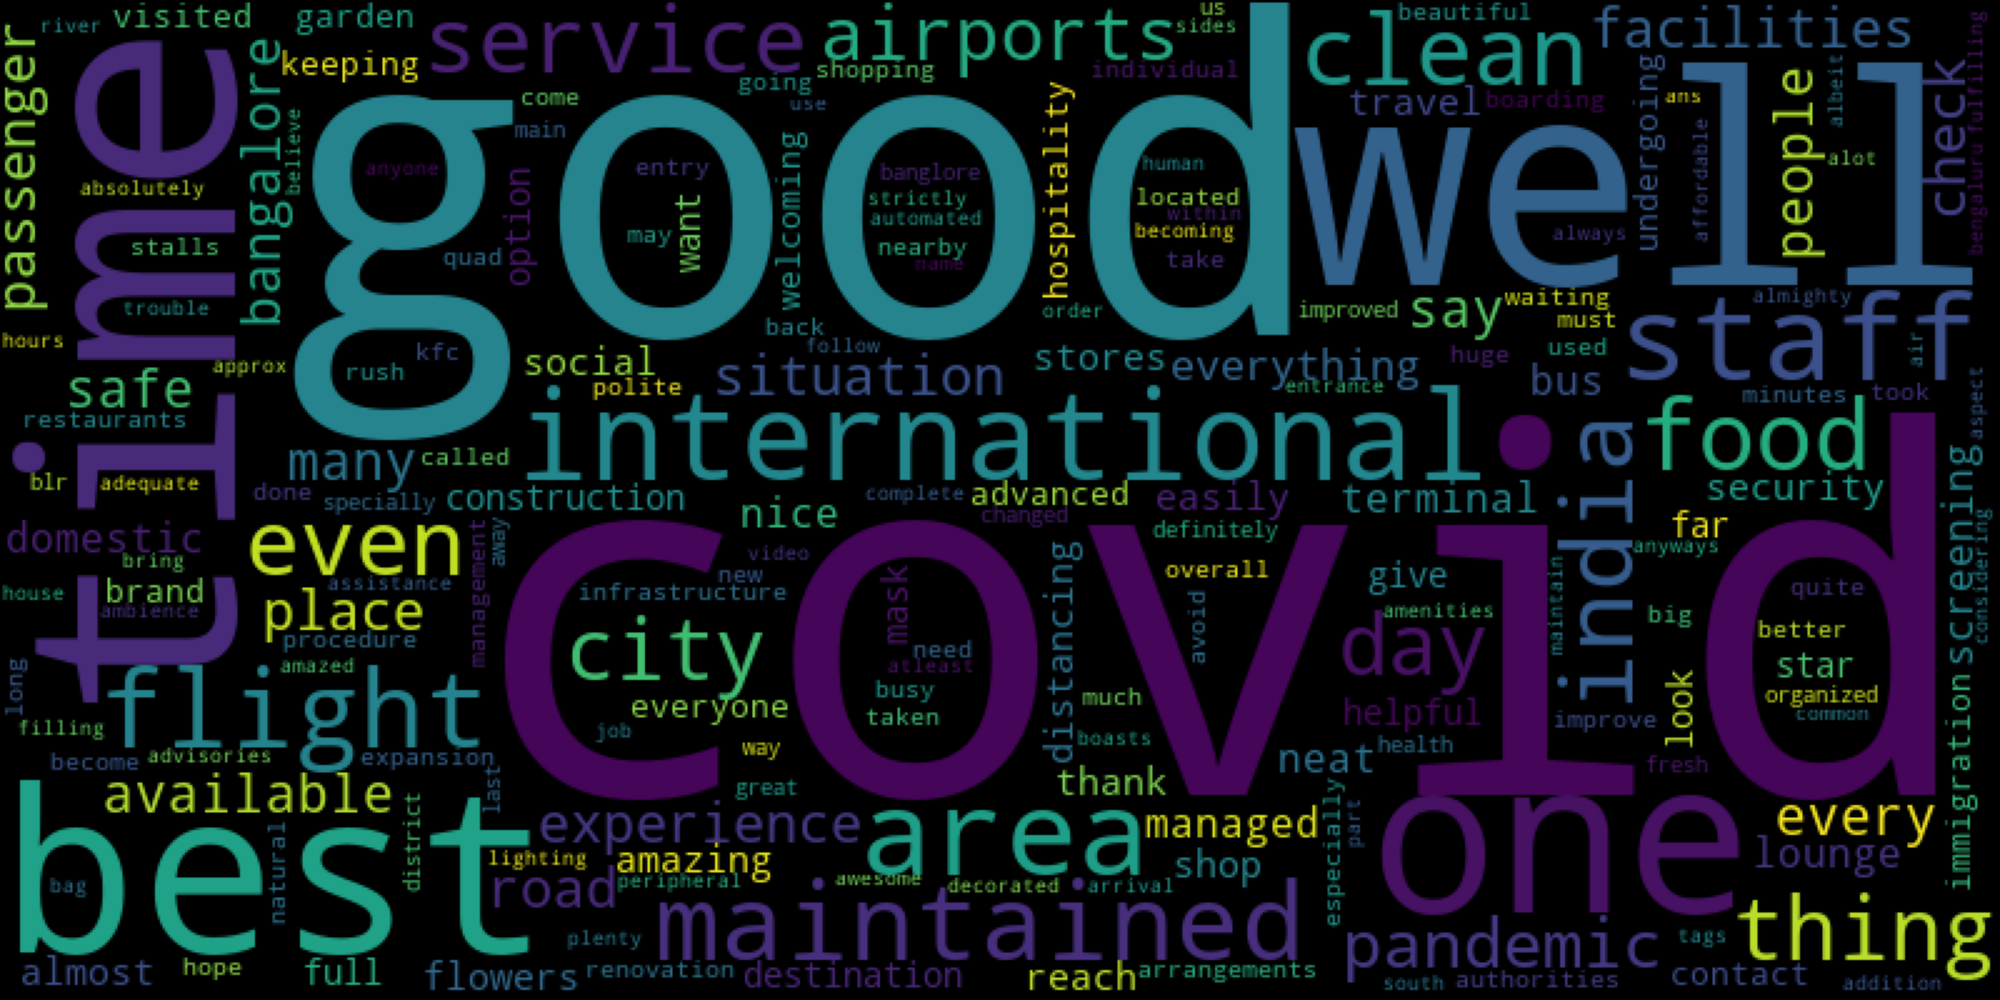 river
visited
garden
service
airports
us
sides
beautiful
clean
facilities
passenger
time
keeping
shopping
going
use
individual
travel
boarding
ans
people
albeit
check
fulfilling
bengaluru
bangalore
believe
come
main
good
well
undergoing
affordable
alot
absolutely
stalls
trouble
anyone
quad
option
entry
want
may
welcoming
banglore
strictly
automated
nearby
name
hospitality
human
located
within
becoming
take
always
hours
approx
safe
restaurants
rush
kfc
social
polite
back
follow
situation
order
stores
everything
entrance
improved
say
waiting
must
huge
used
bus
almighty
staff
air
minutes
took
aspect
blr
adequate
many
called
done
specially
international
construction
nice
complete
advanced
changed
easily
definitely
terminal
india
food
security
far
anyways
screening
considering
domestic
bring
brand
ambience
house
even
place
assistance
procedure
management
away
video
new
infrastructure
covid
mask
distancing
overall
avoid
give
amenities
maintain
big
quite
better
star
organized
common
city
need
atleast
busy
taken
everyone
job
way
much
boasts
day
helpful
health
improve
look
fresh
immigration
long
amazed
flight
filling
become
advisories
expansion
last
great
thank
neat
available
best
district
natural
bag
experience
lighting
amazing
area
managed
shop
especially
part
one
every
lounge
road
peripheral
awesome
decorated
arrival
maintained
plenty
pandemic
tags
thing
almost
hope
full
flowers
renovation
destination
reach
arrangements
south
authorities
contact
addition